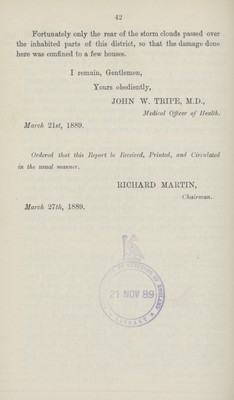 42
Fortunately only the rear of the storm clouds passed over
the inhabited parts of this district, so that the damage done
here was confined to a few houses.
I remain, Gentlemen,
Yours obediently,
JOHN W. TRIPE, M.D.,
Medical Officer of Health.
March 21st, 1889.
Ordered that this Report be Received, Printed, and Circulated
in the usual manner.
RICHARD MARTIN,
Chairman.
March 27th, 1889.
OF ENGLAND
21 NOV 89
LIBRARY